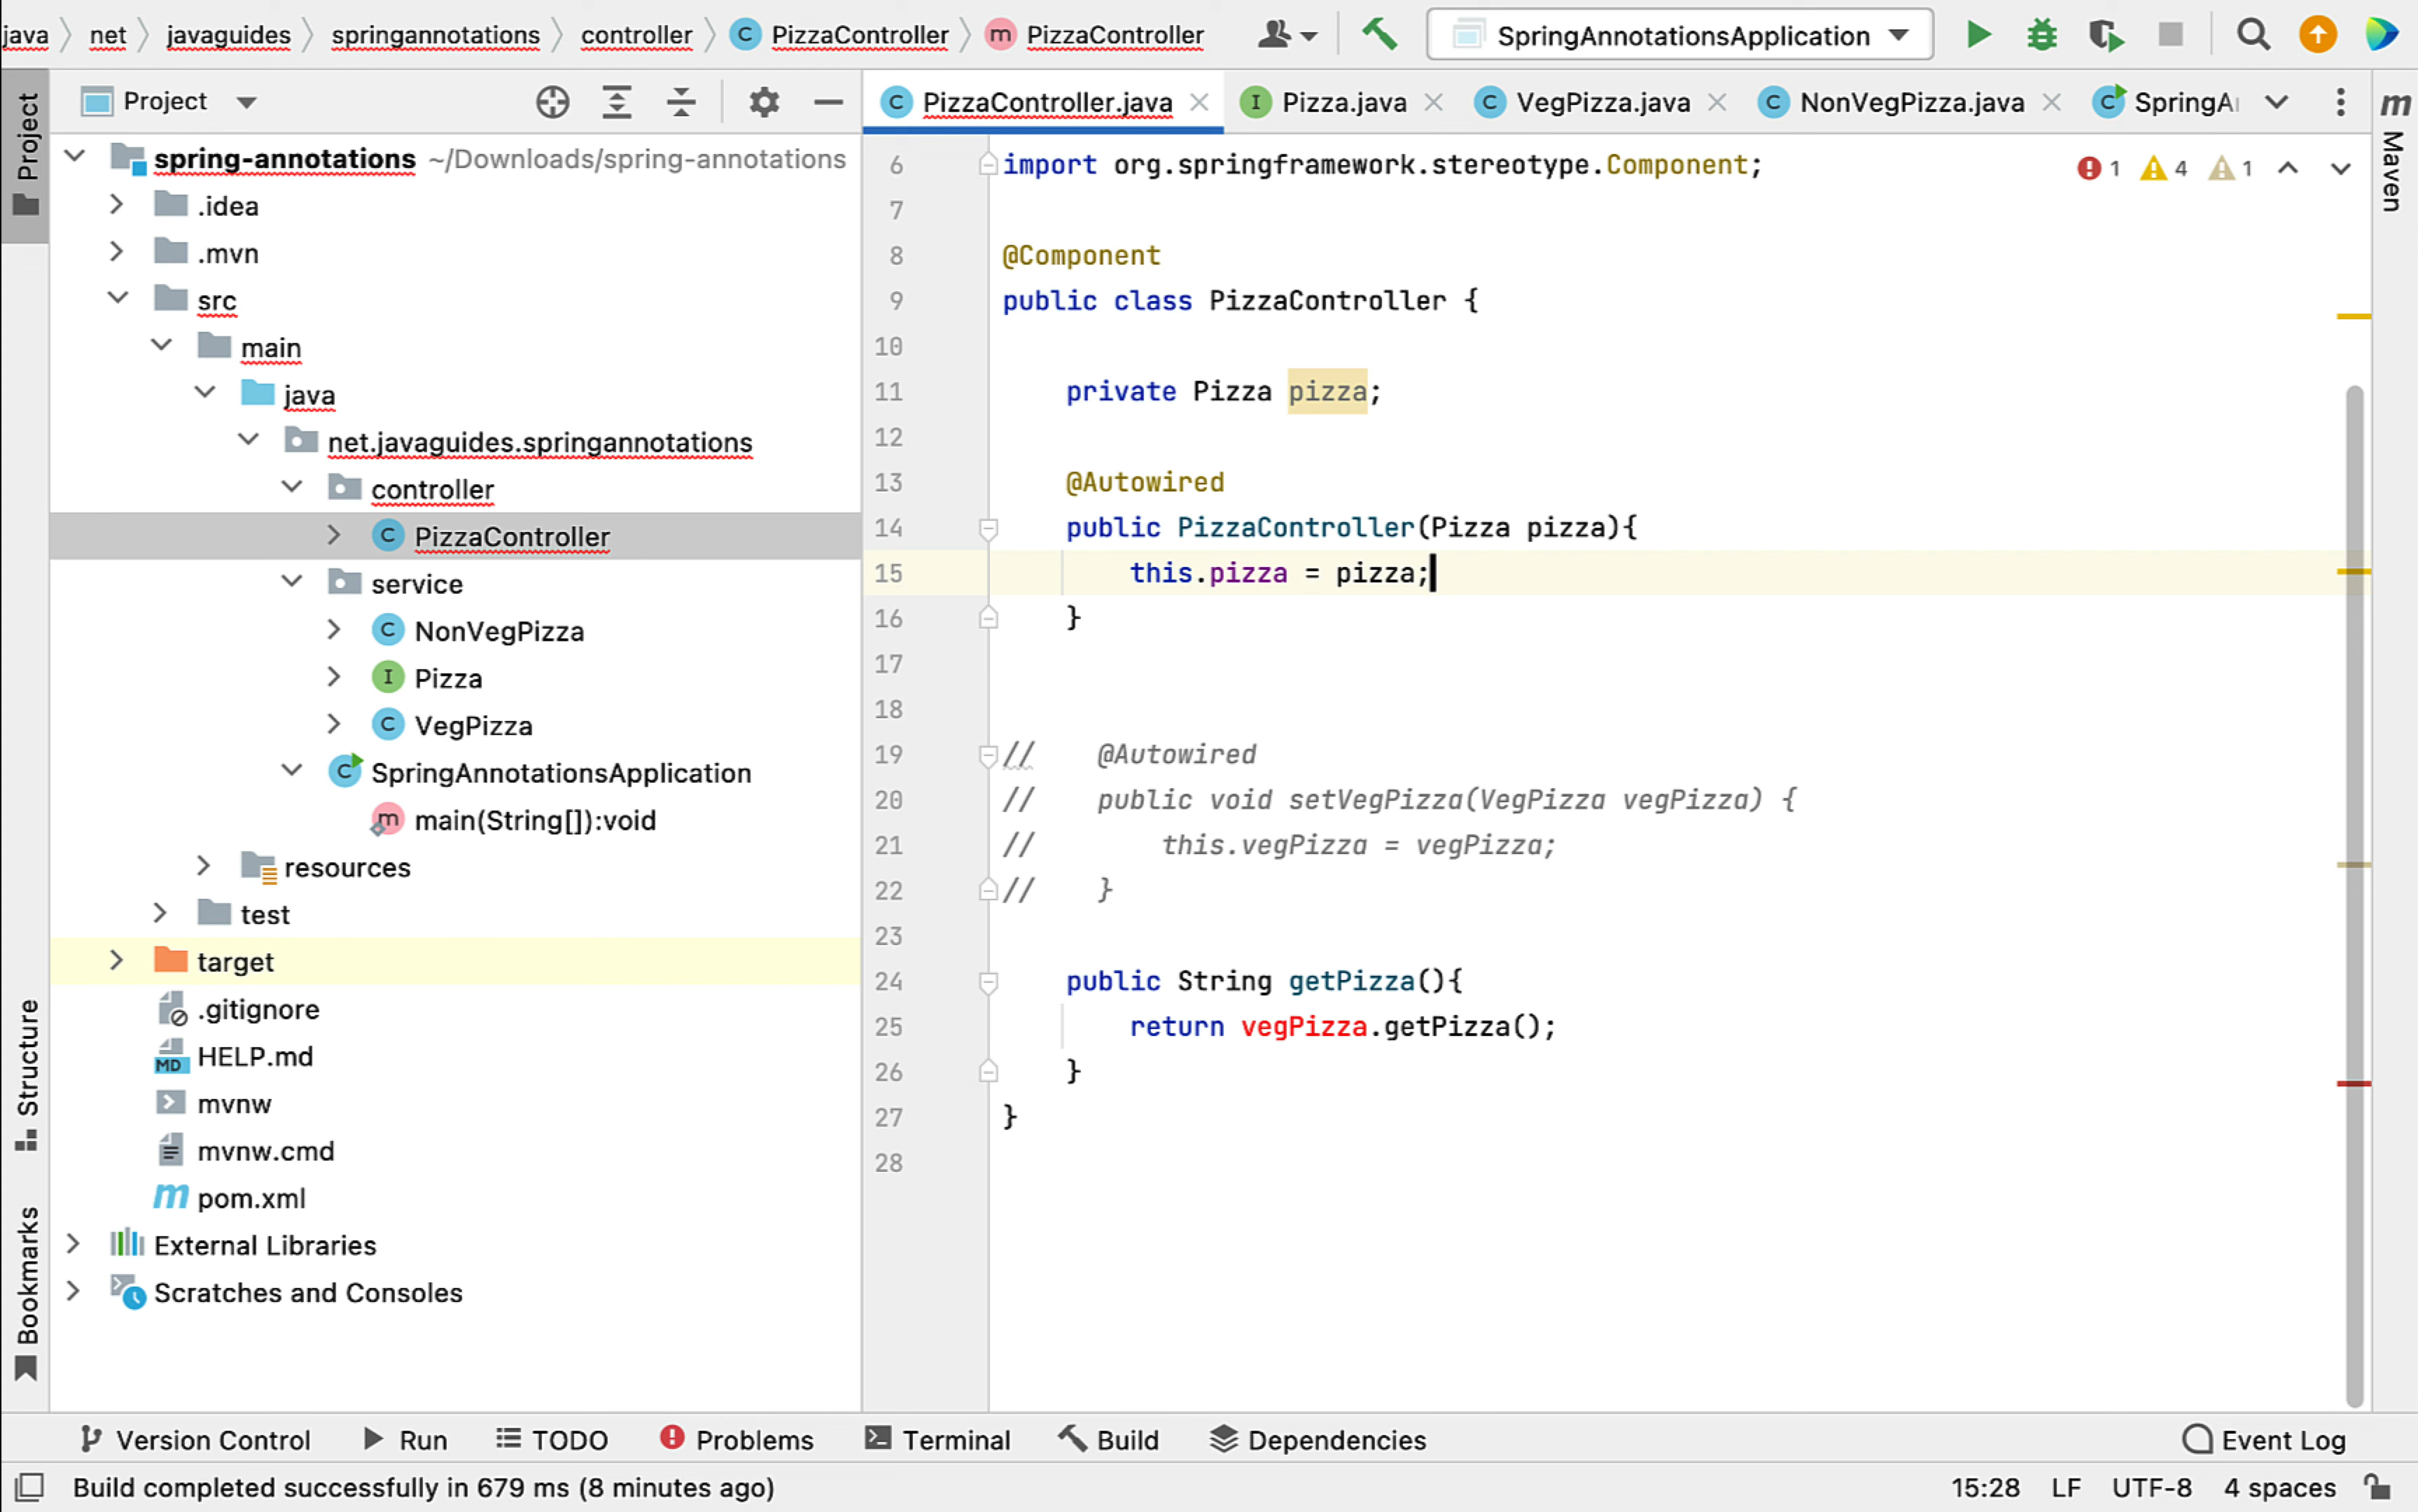 java net javaguides springannotations controller C PizzaController m PizzaController SpringAnnotationsApplication
Project
Project
spring-annotations ~/Downloads/spring-annotations
.idea
.mvn
src
main
java
net.javaguides.springannotations
controller
C PizzaController
service
C NonVegPizza
I Pizza
C VegPizza
C SpringAnnotationsApplication
m main(String[]):void
resources
test
target
.gitignore
MD HELP.md
mvnw
mvnw.cmd
m pom.xml
External Libraries
Scratches and Consoles
Structure
Bookmarks
C PizzaController.java I Pizza.java C VegPizza.java C NonVegPizza.java C SpringA
m Maven
1 4 1
6 import org.springframework.stereotype.Component;
7
8 @Component
9 public class PizzaController {
10
11 private Pizza pizza;
12
13 @Autowired
14 public PizzaController(Pizza pizza){
15 this.pizza = pizza;
16 }
17
18
19 // @Autowired
20 // public void setVegPizza(VegPizza vegPizza) {
21 // this.vegPizza = vegPizza;
22 // }
23
24 public String getPizza(){
25 return vegPizza.getPizza();
26 }
27 }
28
Version Control Run TODO Problems Terminal Build Dependencies Event Log
Build completed successfully in 679 ms (8 minutes ago) 15:28 LF UTF-8 4 spaces